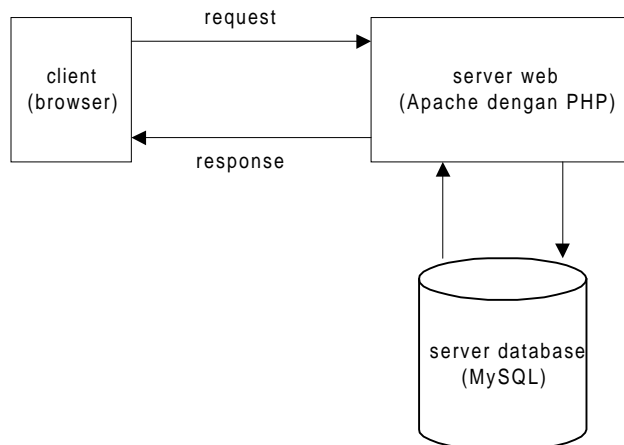 request
client
(browser)
server web
(Apache dengan PHP)
response
server database
(MySQL)